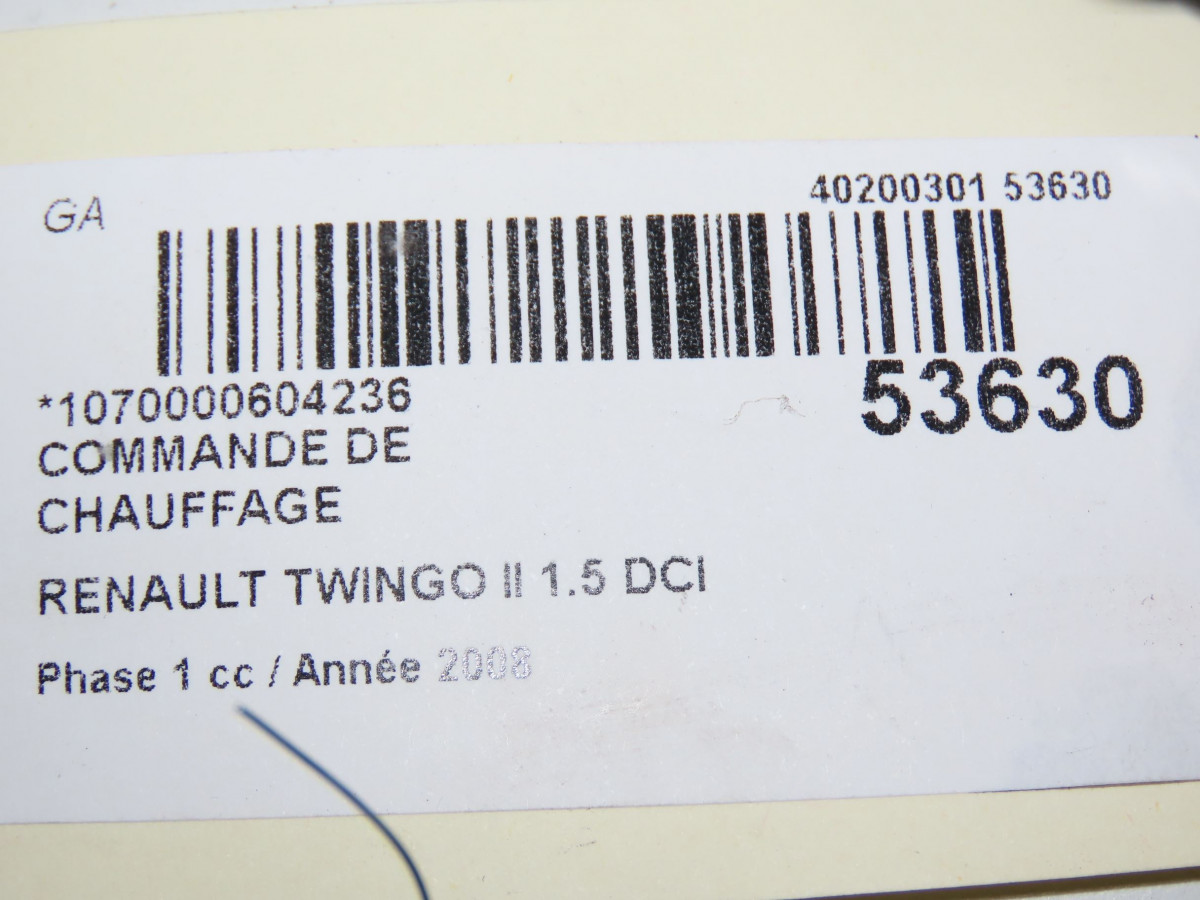 GA
40200301 53630
*1070000604236
53630
COMMANDE DE
CHAUFFAGE
RENAULT TWINGO II 1.5 DCI
Phase 1 cc / Année 2008